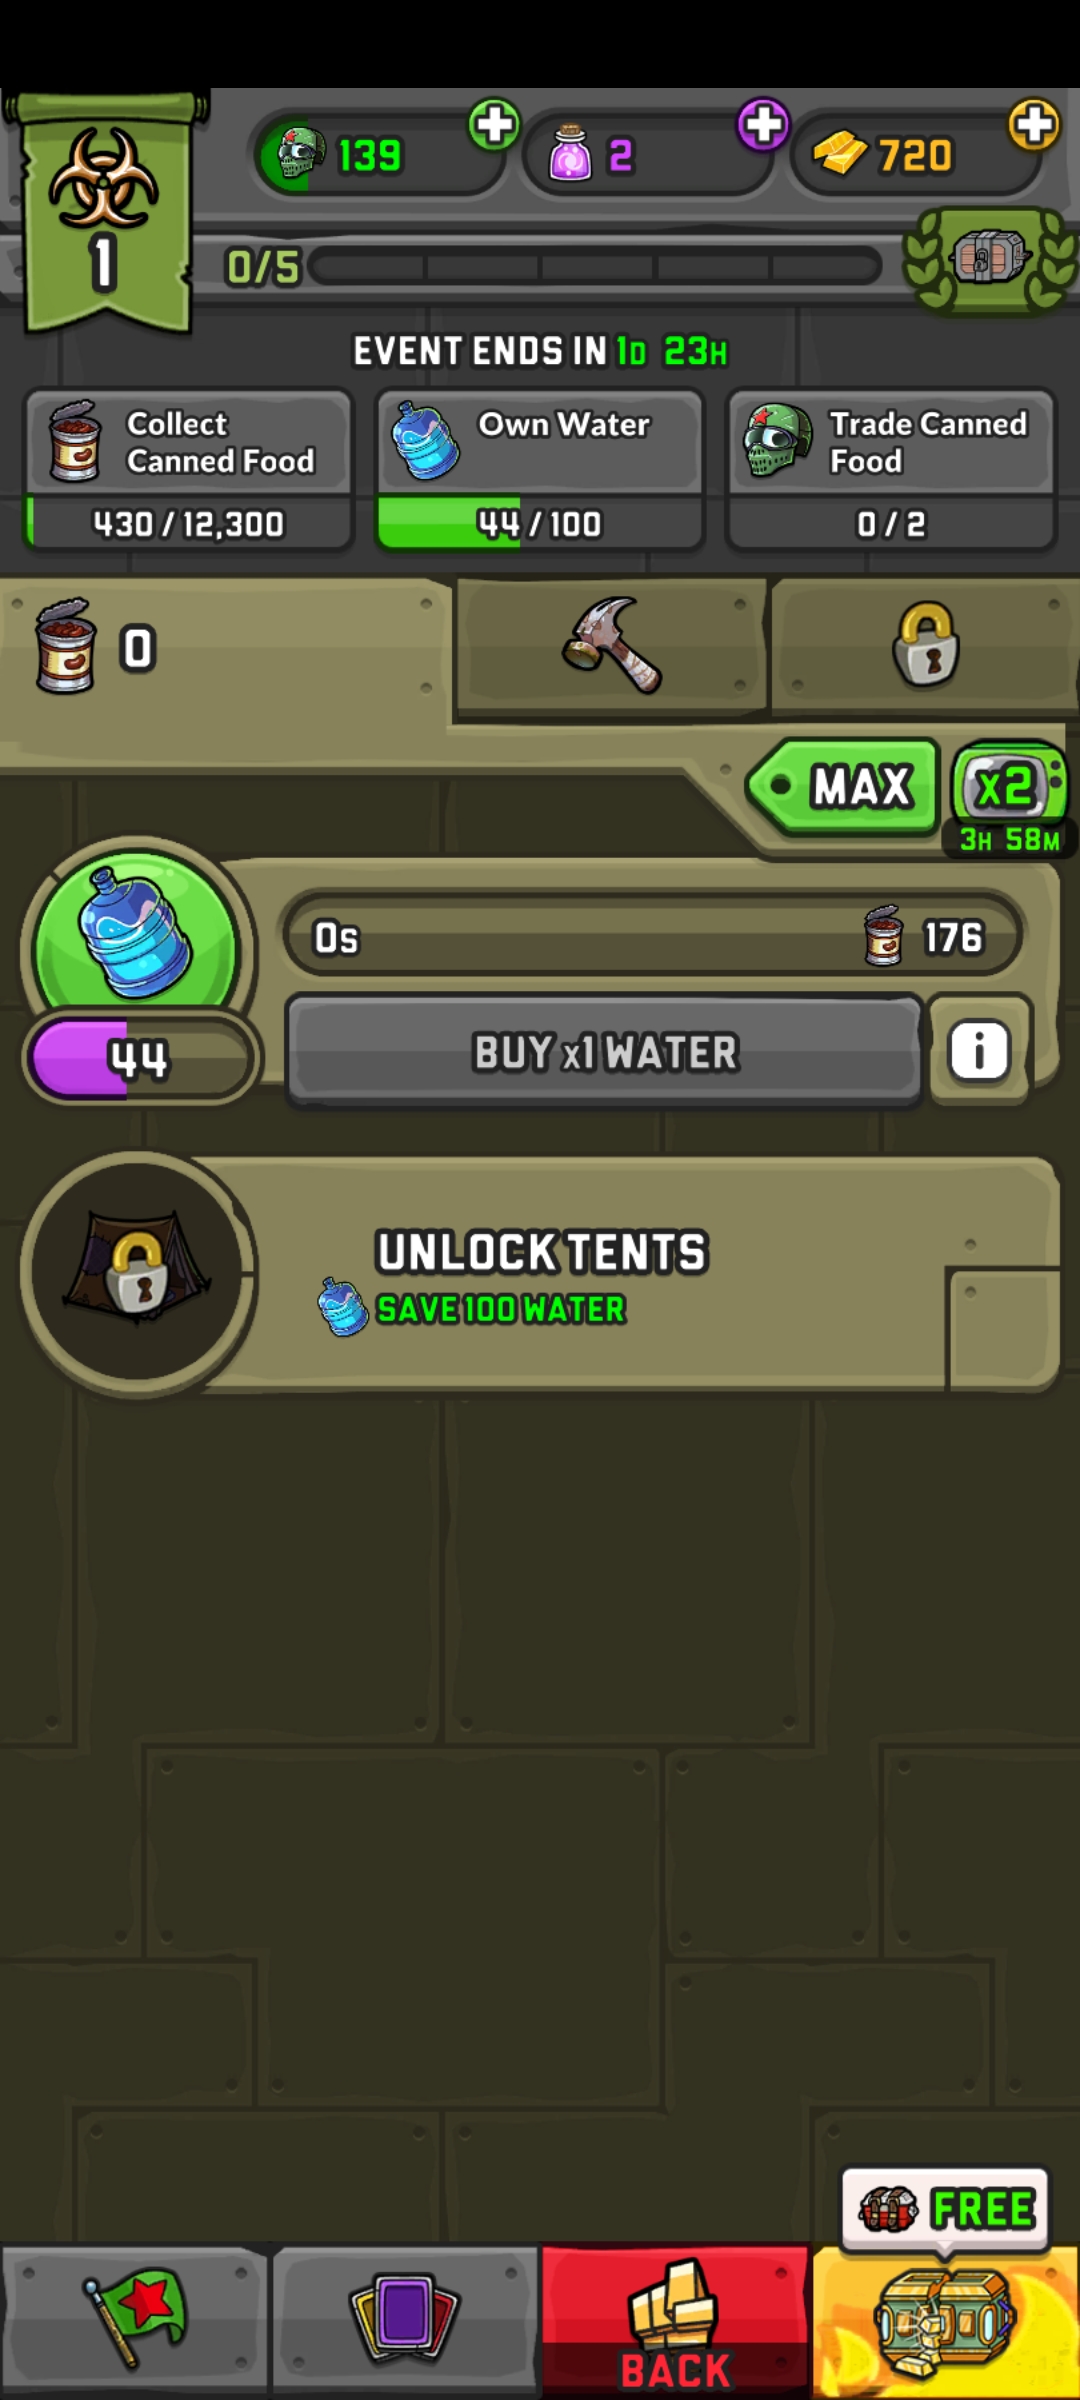 139
2
720
1
0/5
EVENT ENDS IN 1D 23H
Collect
Canned Food
430 / 12,300
Own Water
44 / 100
Trade Canned
Food
0 / 2
0
MAX
x2
3H 58M
0s
176
44
BUY x1 WATER
i
UNLOCK TENTS
SAVE 100 WATER
FREE
BACK